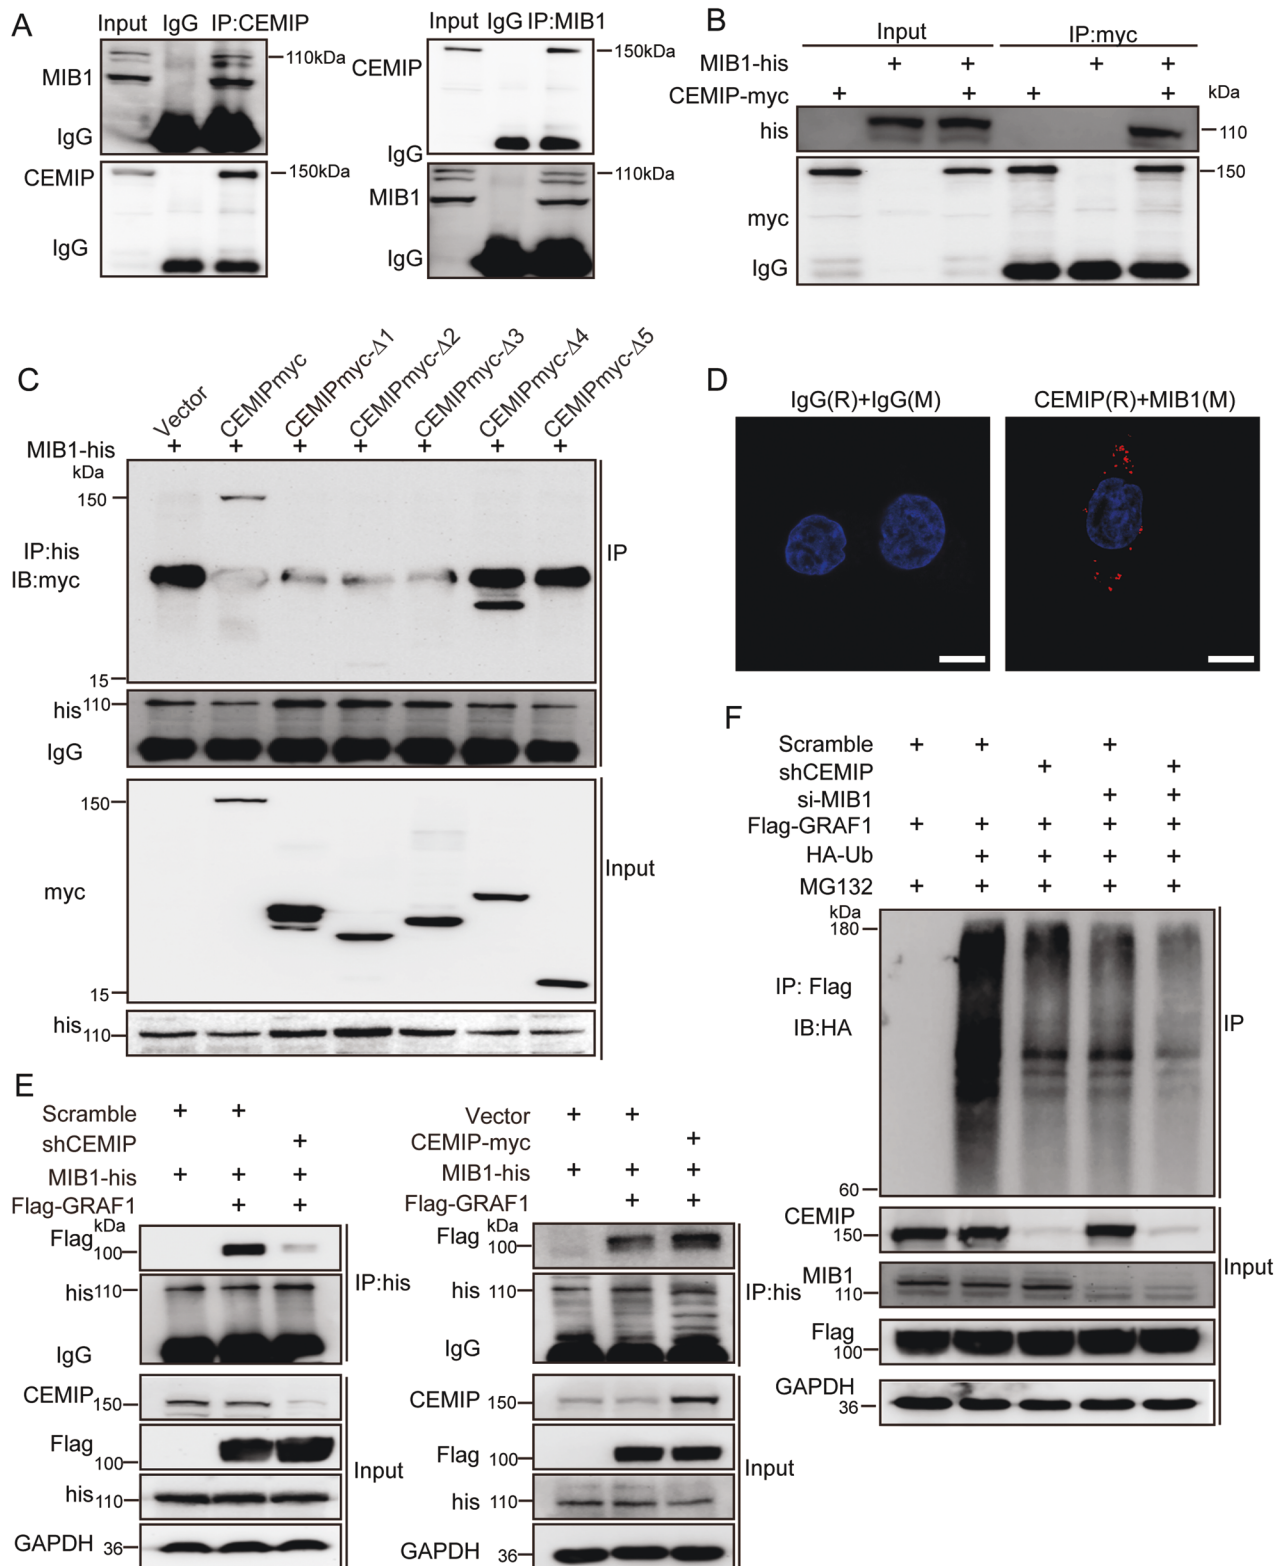 A
Input IgG IP:CEMIP
MIB1
110kDa
IgG
CEMIP
150kDa
IgG
Input IgG IP:MIB1
CEMIP
150kDa
IgG
110kDa
MIB1
IgG
B
Input IP:myc
MIB1-his + + + +
CEMIP-myc + + + + kDa
his
110
150
myc
IgG
C
Vector CEMIPmyc CEMIPmyc-Δ1 CEMIPmyc-Δ2 CEMIPmyc-Δ3 CEMIPmyc-Δ4 CEMIPmyc-Δ5
MIB1-his + + + + + + +
kDa
150
IP:his
IB:myc
IP
15
his 110
IgG
150
myc
Input
15
his 110
D
IgG(R)+IgG(M) CEMIP(R)+MIB1(M)
E
Scramble + +
shCEMIP +
MIB1-his + + +
Flag-GRAF1 + +
kDa
Flag 100
his 110
IP:his
IgG
CEMIP 150
Flag 100
Input
his 110
GAPDH 36
Vector + +
CEMIP-myc +
MIB1-his + + +
Flag-GRAF1 + +
kDa
Flag 100
his 110
IP:his
IgG
CEMIP 150
Flag 100
Input
his 110
GAPDH 36
F
Scramble + + +
shCEMIP + +
si-MIB1 + +
Flag-GRAF1 + + + + +
HA-Ub + + + +
MG132 + + + + +
kDa
180
IP: Flag
IB:HA
IP
60
CEMIP 150
MIB1 110
Input
Flag 100
GAPDH 36